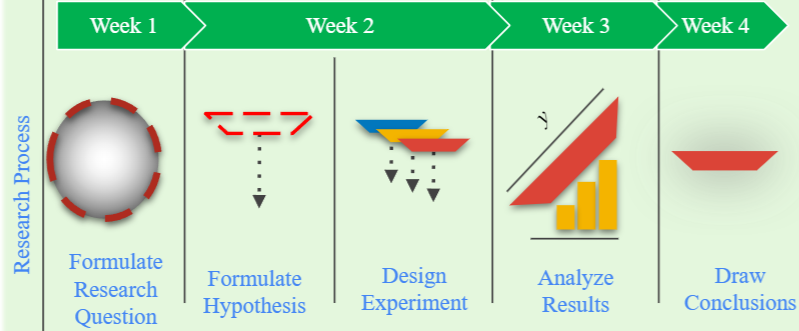 Week 1
Week 2
Week 3
Week 4
Research Process
y
Formulate
Research
Question
Formulate
Hypothesis
Design
Experiment
Analyze
Results
Draw
Conclusions